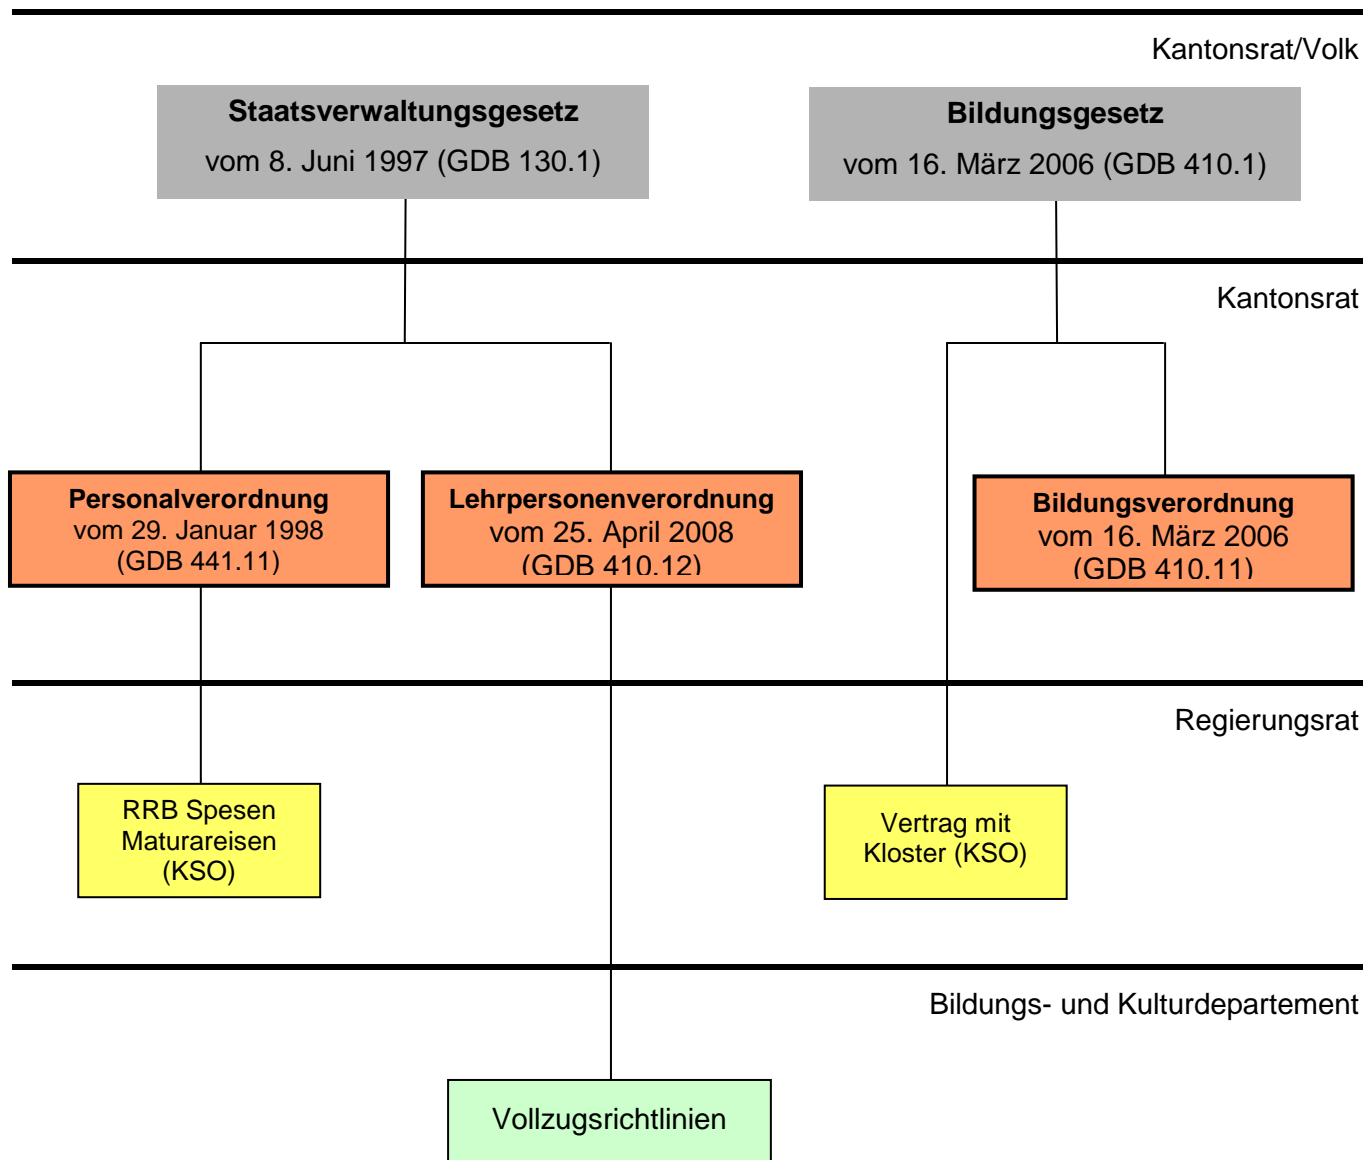 Kantonsrat/Volk
Staatsverwaltungsgesetz
vom 8. Juni 1997 (GDB 130.1)
Bildungsgesetz
vom 16. März 2006 (GDB 410.1)
Kantonsrat
Personalverordnung
vom 29. Januar 1998
(GDB 441.11)
Lehrpersonenverordnung
vom 25. April 2008
(GDB 410.12)
Bildungsverordnung
vom 16. März 2006
(GDB 410.11)
Regierungsrat
RRB Spesen
Maturareisen
(KSO)
Vertrag mit
Kloster (KSO)
Bildungs- und Kulturdepartement
Vollzugsrichtlinien